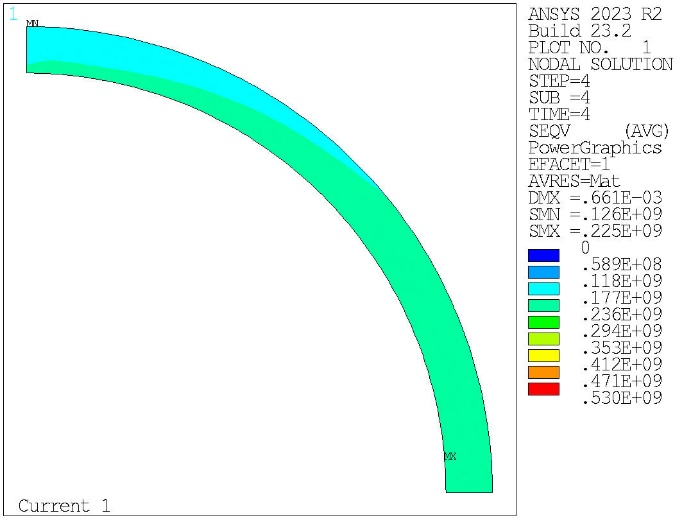 1
MN
MX
Current 1
ANSYS 2023 R2
Build 23.2
PLOT NO. 1
NODAL SOLUTION
STEP=4
SUB =4
TIME=4
SEQV (AVG)
PowerGraphics
EFACET=1
AVRES=Mat
DMX =.661E-03
SMN =.126E+09
SMX =.225E+09
0
.589E+08
.118E+09
.177E+09
.236E+09
.294E+09
.353E+09
.412E+09
.471E+09
.530E+09